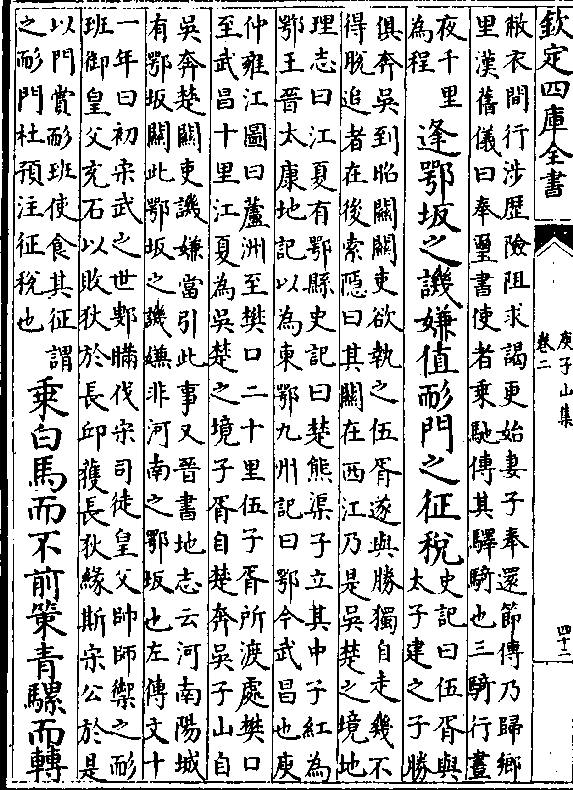 欽定四庫全書
庾子山集
卷二
四十二
敝衣間行涉歷險阻求謁更始妻子奉還節傳乃歸鄉
里漢舊儀曰奉璽書使者乘馳傳其驛騎也三騎行晝
夜千里
為程
逢鄂坂之譏嫌值耏門之征稅
史記曰伍胥與
太子建之子勝
俱奔吳到昭關關吏欲執之伍胥遂與勝獨自走幾不
得脫追者在後索隱曰其關在西江乃是吳楚之境地
理志曰江夏有鄂縣史記曰楚熊渠子立其中子紅為
鄂王晉太康地記以為東鄂九州記曰鄂今武昌也庾
仲雍江圖曰蘆洲至樊口二十里伍子胥所渡處樊口
至武昌十里江夏為吳楚之境子胥自楚奔吳子山自
吳奔楚關吏譏嫌當引此事又晉書地志云河南陽城
有鄂坂關此鄂坂之譏嫌非河南之鄂坂也左傳文十
一年曰初宋武之世鄋瞞伐宋司徒皇父帥師禦之耏
班御皇父充石以敗狄於長邱獲長狄緣斯宋公於是
以門賞耏班使食其征謂
之耏門杜預注征稅也
乗白馬而不前策青騾而轉